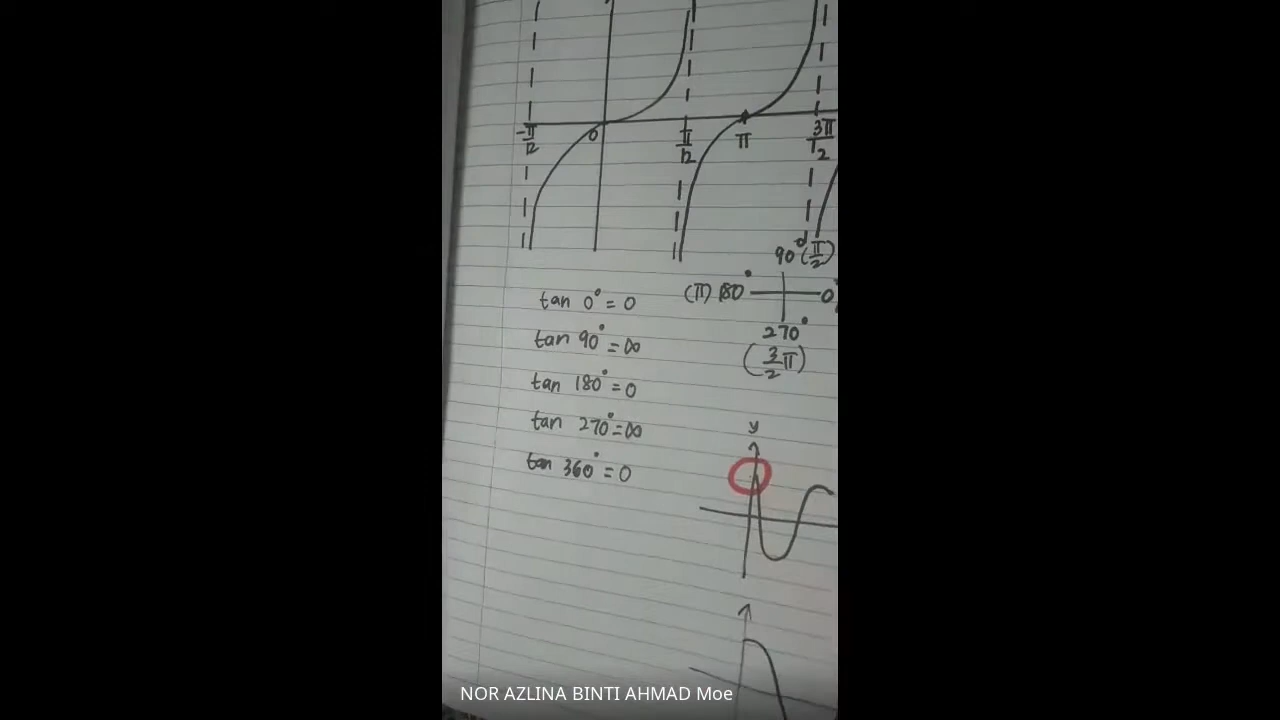 -π/2
0
π/2
π
3π/2
90° (π/2)
(π) 180°
0
270°
(3/2 π)
tan 0° = 0
tan 90° = ∞
tan 180° = 0
tan 270° = ∞
tan 360° = 0
y
NOR AZLINA BINTI AHMAD Moe